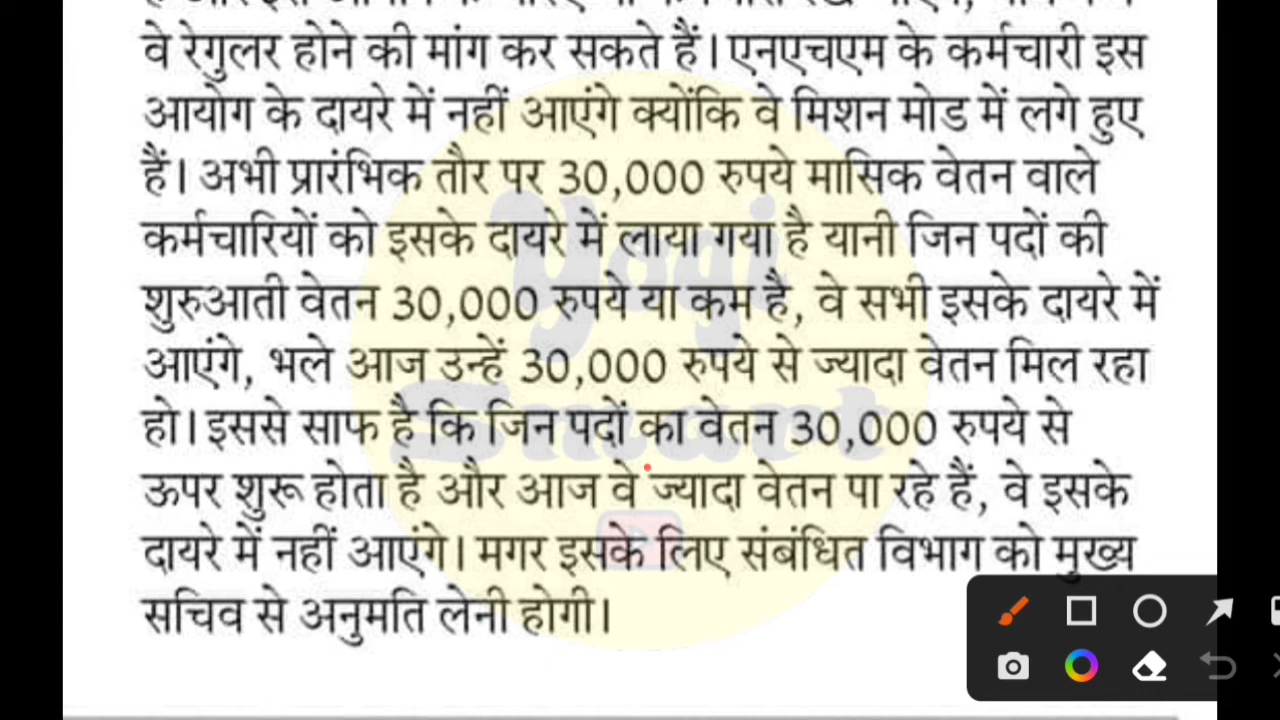 वे रेगुलर होने की मांग कर सकते हैं। एनएचएम के कर्मचारी इस
आयोग के दायरे में नहीं आएंगे क्योंकि वे मिशन मोड में लगे हुए
हैं। अभी प्रारंभिक तौर पर 30,000 रुपये मासिक वेतन वाले
कर्मचारियों को इसके दायरे में लाया गया है यानी जिन पदों की
शुरुआती वेतन 30,000 रुपये या कम है, वे सभी इसके दायरे में
आएंगे, भले आज उन्हें 30,000 रुपये से ज्यादा वेतन मिल रहा
हो। इससे साफ है कि जिन पदों का वेतन 30,000 रुपये से
ऊपर शुरू होता है और आज वे ज्यादा वेतन पा रहे हैं, वे इसके
दायरे में नहीं आएंगे। मगर इसके लिए संबंधित विभाग को मुख्य
सचिव से अनुमति लेनी होगी।
Yogi
Smart